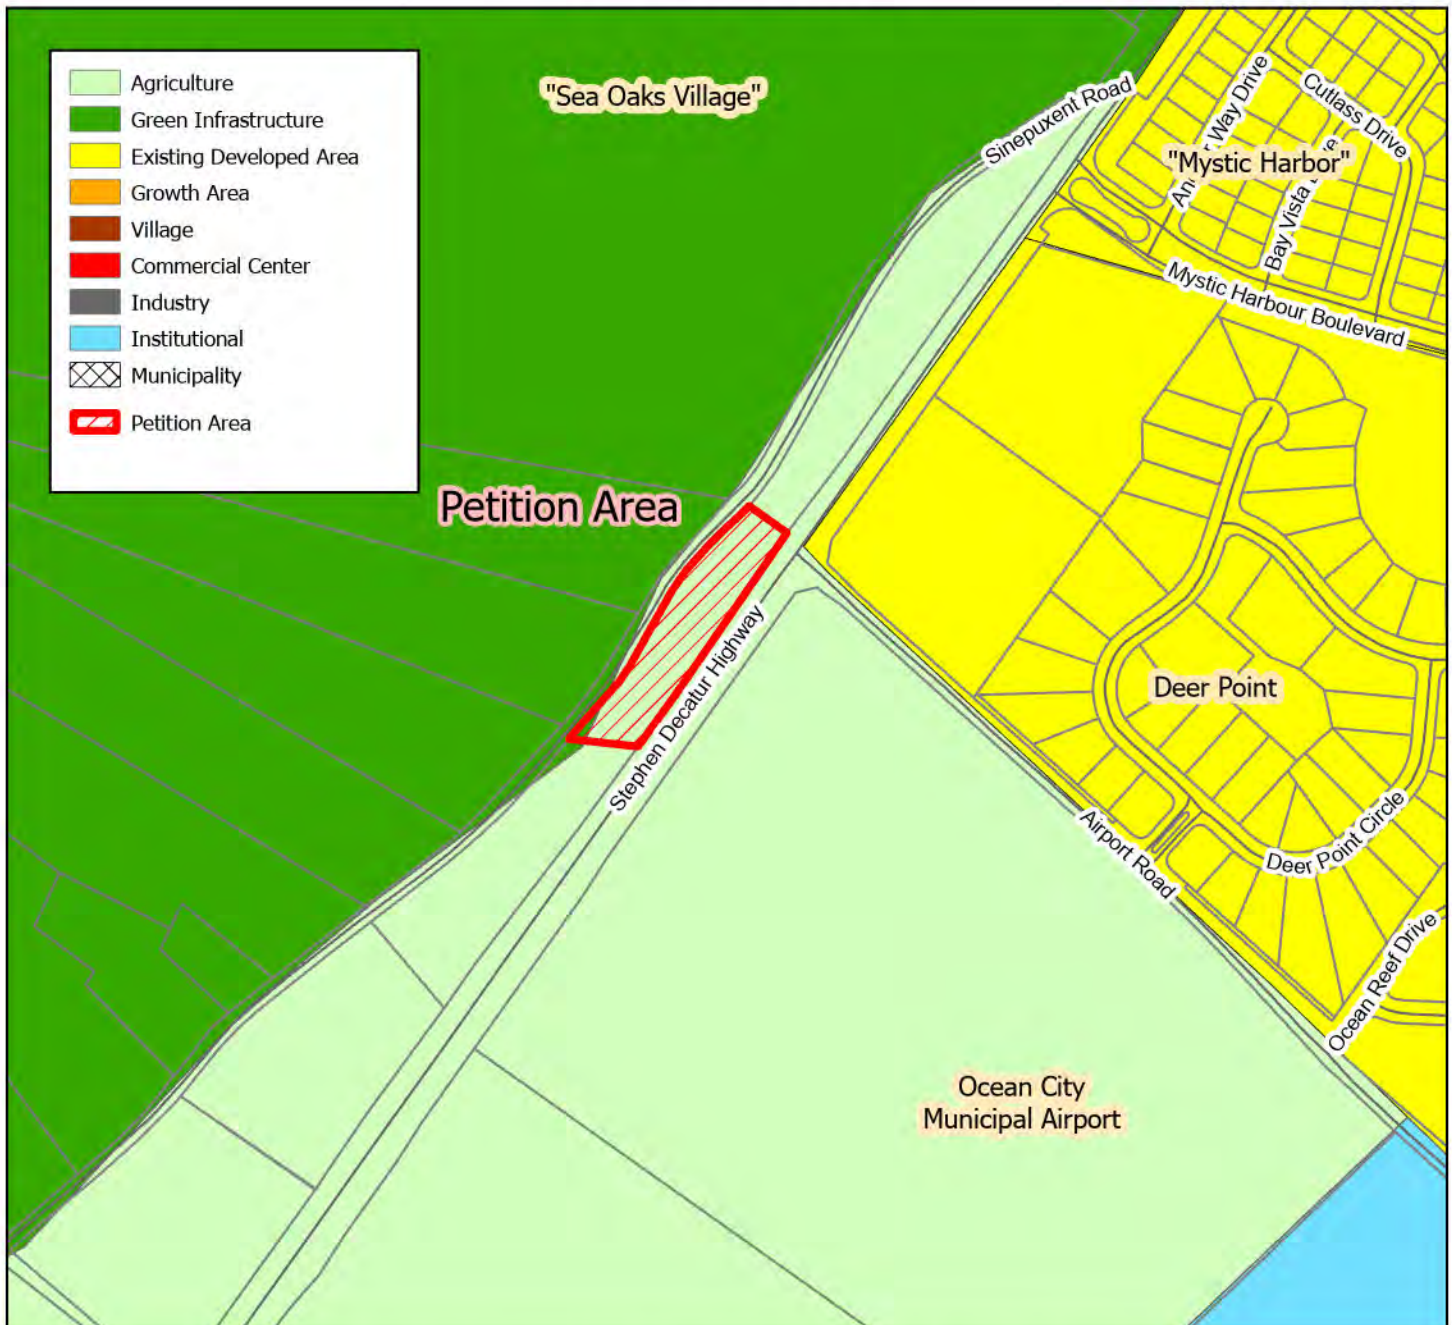 Agriculture
Green Infrastructure
Existing Developed Area
Growth Area
Village
Commercial Center
Industry
Institutional
Municipality
Petition Area
"Sea Oaks Village"
Sinepuxent Road
Way Drive
Cutlass Drive
"Mystic Harbor"
Bay Vista
Mystic Harbour Boulevard
Petition Area
Stephen Decatur Highway
Deer Point
Airport Road
Deer Point Circle
Ocean Reef Drive
Ocean City
Municipal Airport